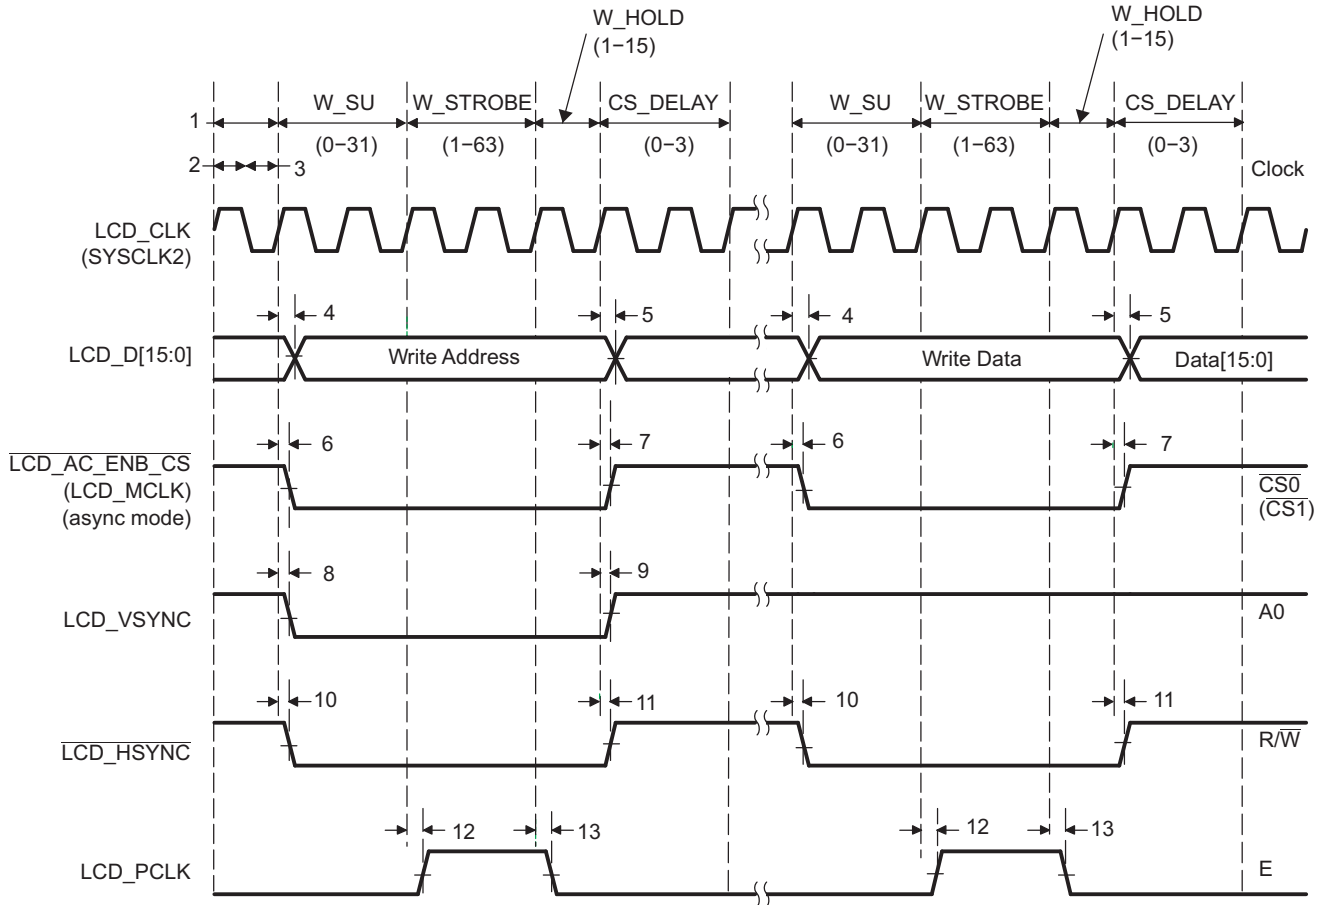 W_HOLD
(1−15)
W_HOLD
(1−15)
W_SU
W_STROBE
CS_DELAY
W_SU
W_STROBE
CS_DELAY
1
(0−31)
(1−63)
(0−3)
(0−31)
(1−63)
(0−3)
2
3
Clock
LCD_CLK
(SYSCLK2)
4
5
4
5
LCD_D[15:0]
Write Address
Write Data
Data[15:0]
6
7
6
7
LCD_AC_ENB_CS
(LCD_MCLK)
(async mode)
CS0
(CS1)
8
9
LCD_VSYNC
A0
10
11
10
11
LCD_HSYNC
R/W
12
13
12
13
LCD_PCLK
E